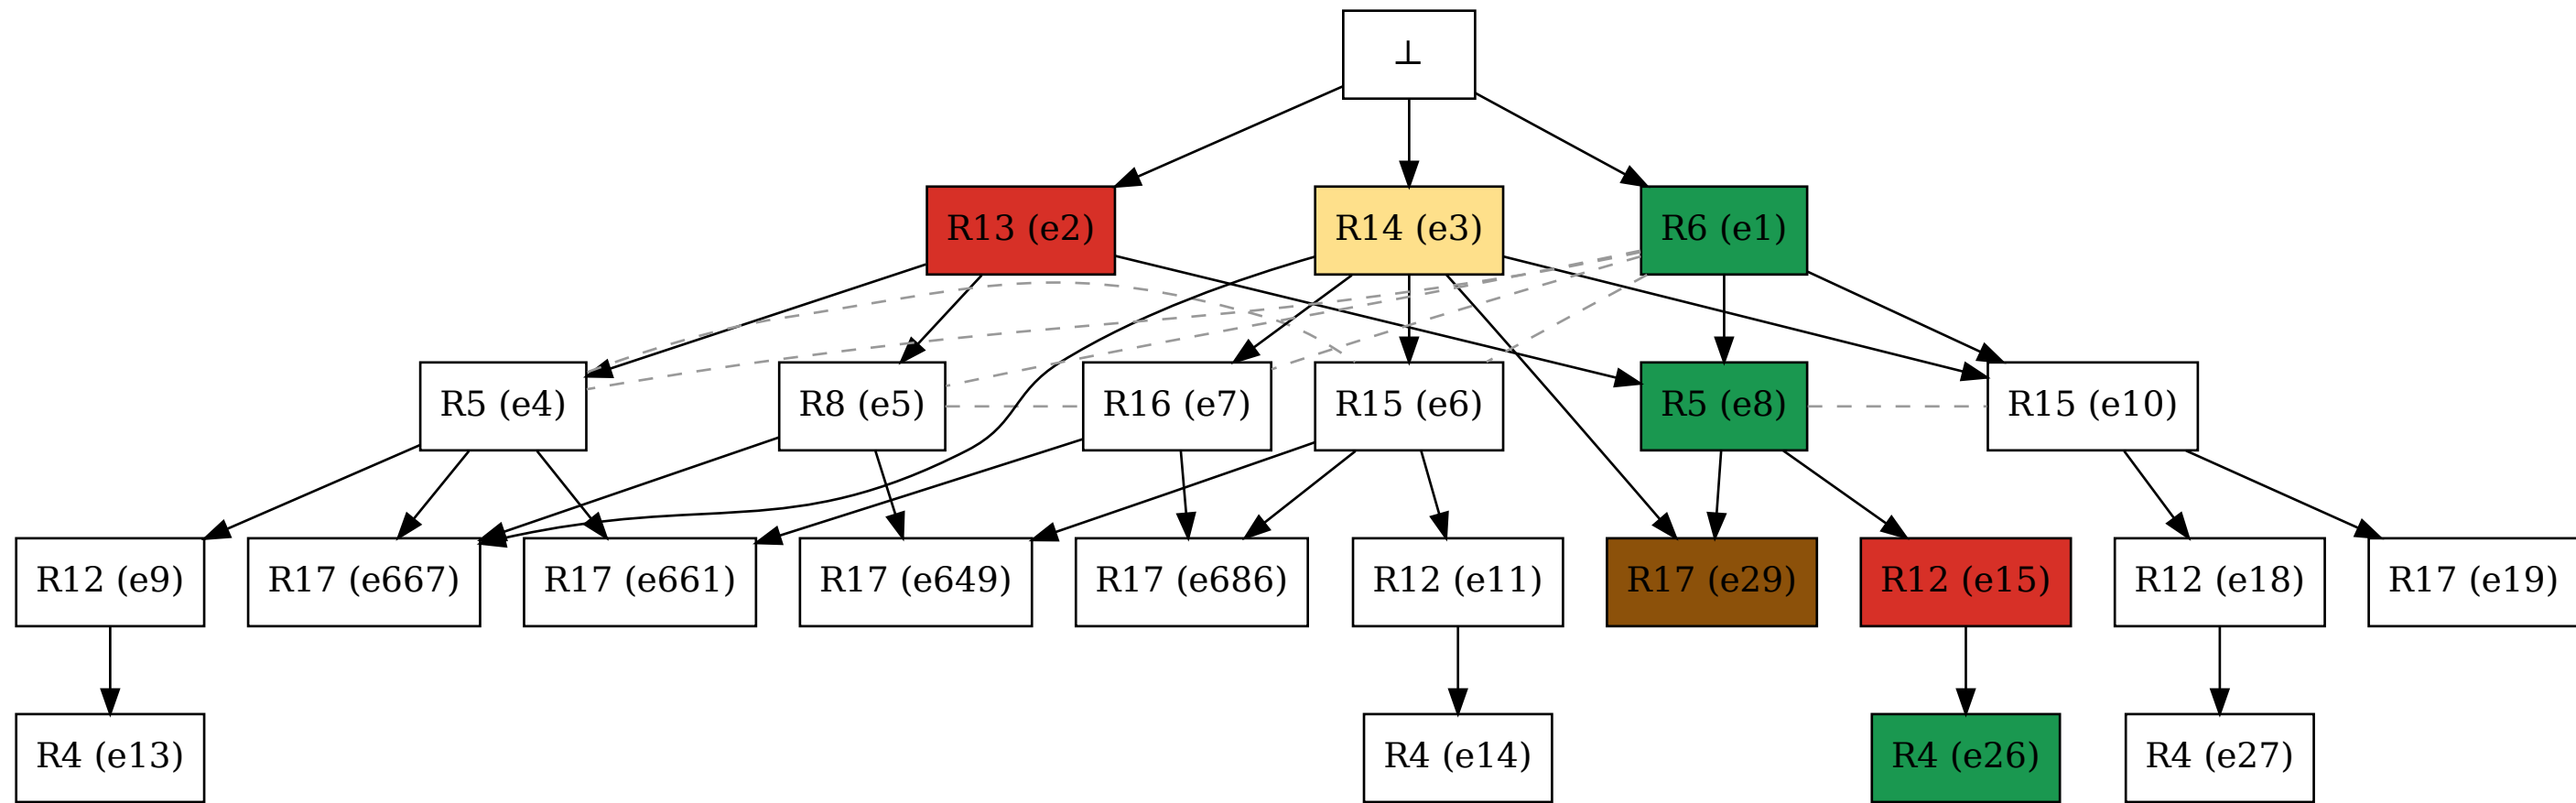 ⊥
R13 (e2)
R14 (e3)
R6 (e1)
R5 (e4)
R8 (e5)
R16 (e7)
R15 (e6)
R5 (e8)
R15 (e10)
R12 (e9)
R17 (e667)
R17 (e661)
R17 (e649)
R17 (e686)
R12 (e11)
R17 (e29)
R12 (e15)
R12 (e18)
R17 (e19)
R4 (e13)
R4 (e14)
R4 (e26)
R4 (e27)